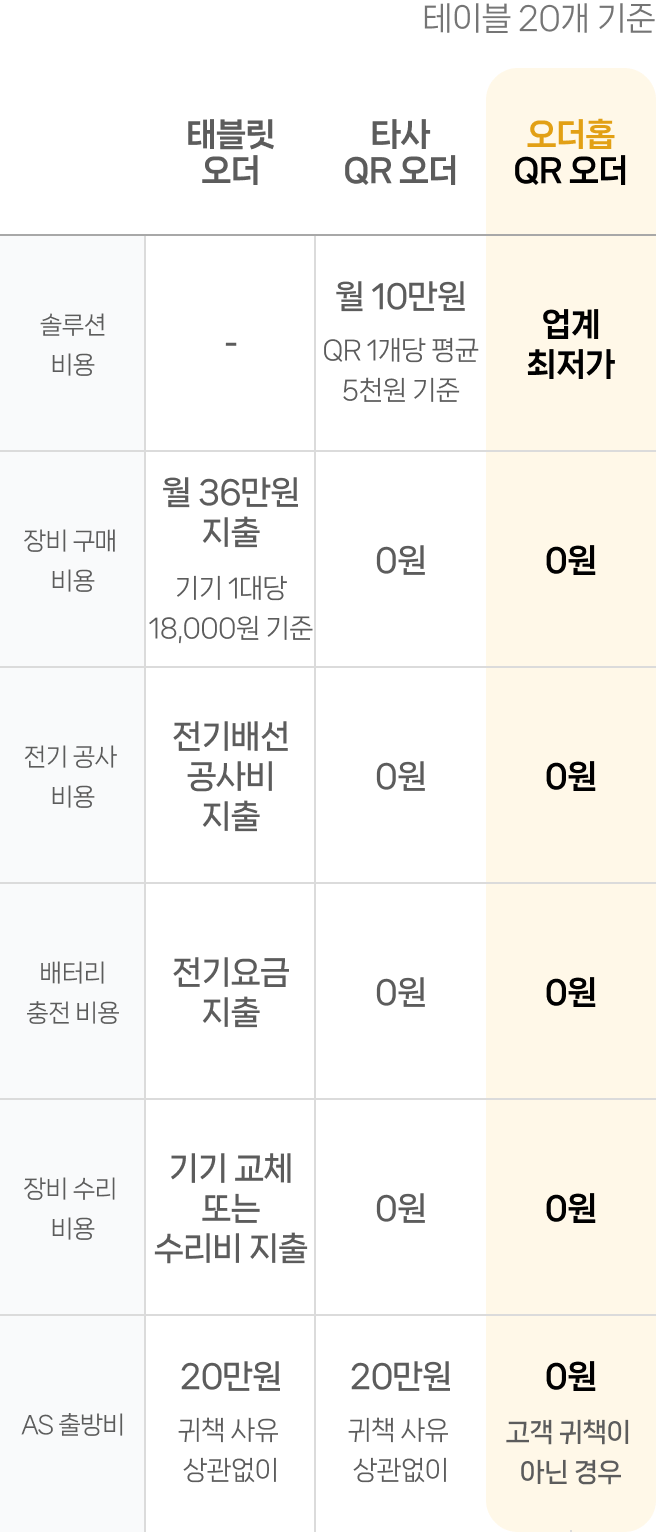 테이블 20개 기준
태블릿
오더
타사
QR 오더
오더홉
QR 오더
솔루션
비용
-
월 10만원
QR 1개당 평균
5천원 기준
업계
최저가
장비 구매
비용
월 36만원
지출
기기 1대당
18,000원 기준
0원
0원
전기 공사
비용
전기배선
공사비
지출
0원
0원
배터리
충전 비용
전기요금
지출
0원
0원
장비 수리
비용
기기 교체
또는
수리비 지출
0원
0원
AS 출방비
20만원
귀책 사유
상관없이
20만원
귀책 사유
상관없이
0원
고객 귀책이
아닌 경우